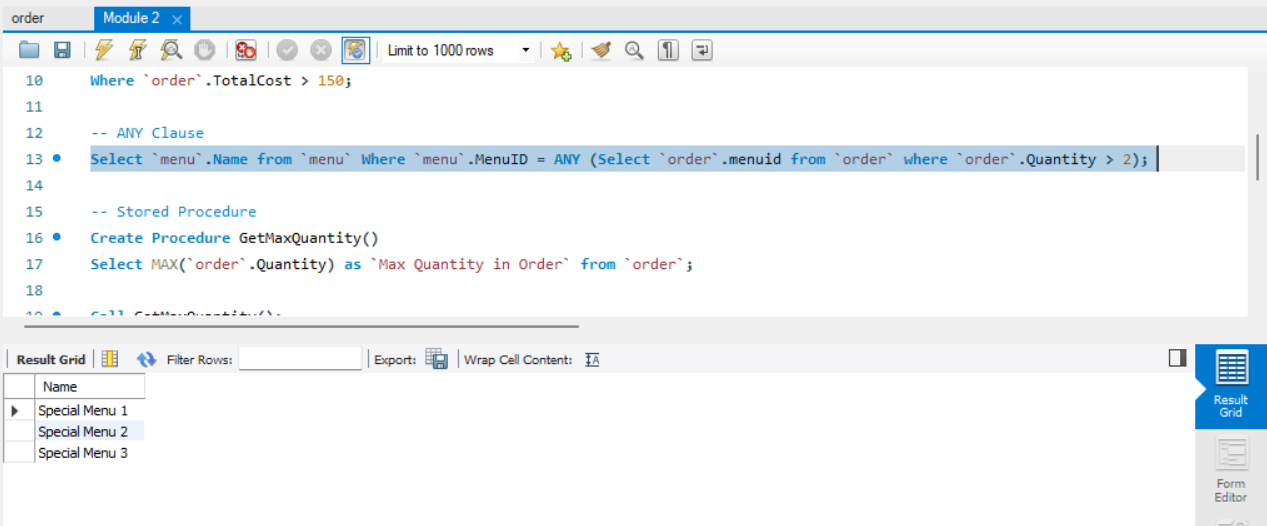 order
Module 2
Limit to 1000 rows
10 Where `order`.TotalCost > 150;
11
12 -- ANY Clause
13 Select `menu`.Name from `menu` Where `menu`.MenuID = ANY (Select `order`.menuid from `order` where `order`.Quantity > 2);
14
15 -- Stored Procedure
16 Create Procedure GetMaxQuantity()
17 Select MAX(`order`.Quantity) as `Max Quantity in Order` from `order`;
18
19 Call GetMaxQuantity();
Result Grid
Filter Rows:
Export:
Wrap Cell Content:
Name
Special Menu 1
Special Menu 2
Special Menu 3
Result
Grid
Form
Editor